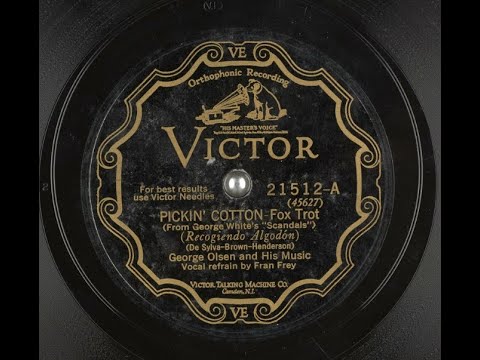 VE
Orthophonic Recording
"HIS MASTER'S VOICE"
VICTOR
For best results
use Victor Needles
21512-A
(45627)
PICKIN' COTTON-Fox Trot
(From George White's "Scandals")
(Recogiendo Algodón)
(De Sylva-Brown-Henderson)
George Olsen and His Music
Vocal refrain by Fran Frey
VICTOR TALKING MACHINE CO.
Camden, N.J.
VE